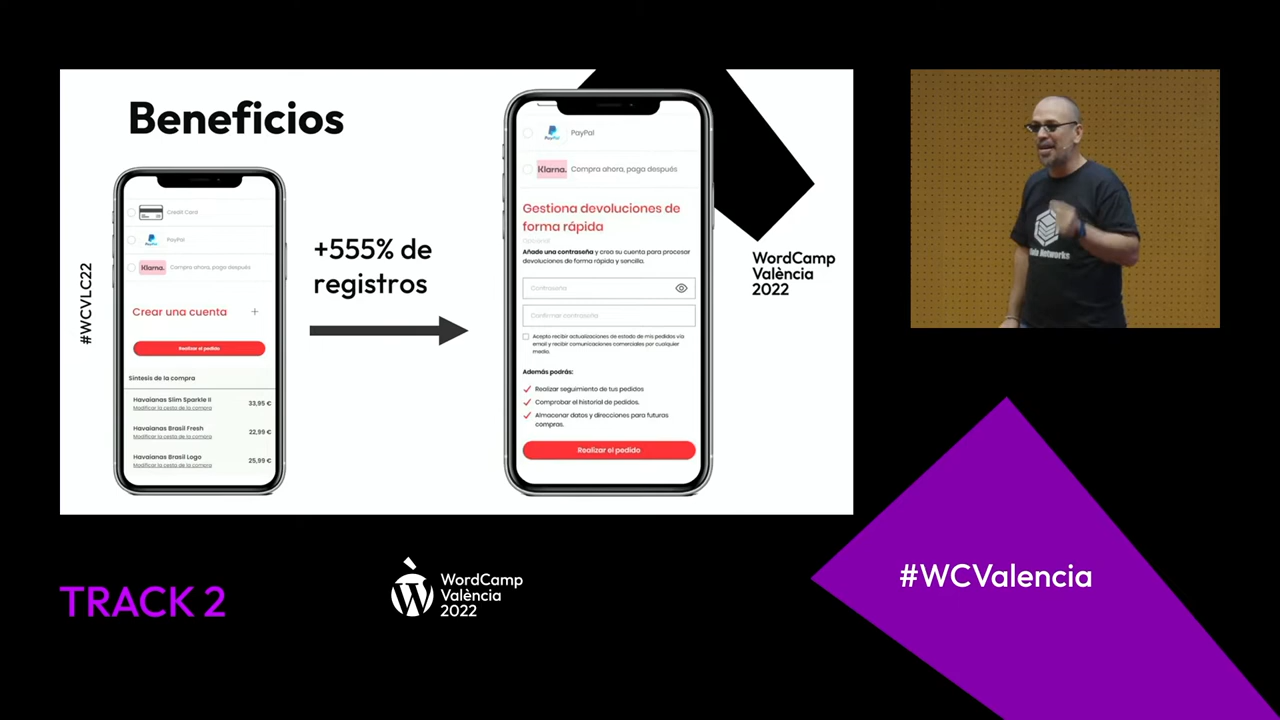 Beneficios
#WCVLC22
Credit Card
PayPal
PayPal
Klarna.
Compra ahora, paga después
Crear una cuenta +
Realizar el pedido
Síntesis de la compra
Havaianas Slim Sparkle II
33,95 €
Modificar la cesta de la compra
Havaianas Brasil Fresh
22,99 €
Modificar la cesta de la compra
Havaianas Brasil Logo
25,99 €
Modificar la cesta de la compra
+555% de
registros
PayPal
PayPal
Klarna.
Compra ahora, paga después
Gestiona devoluciones de
forma rápida
(Optional)
Añade una contraseña y crea su cuenta para procesar
devoluciones de forma rápida y sencilla.
Contraseña
Confirmar contraseña
Acepto recibir actualizaciones de estado de mis pedidos vía
email y recibir comunicaciones comerciales por cualquier
medio.
Además podrás:
Realizar seguimiento de tus pedidos
Comprobar el historial de pedidos.
Almacenar datos y direcciones para futuras
compras.
Realizar el pedido
WordCamp
València
2022
Networks
TRACK 2
WordCamp
València
2022
#WCValencia